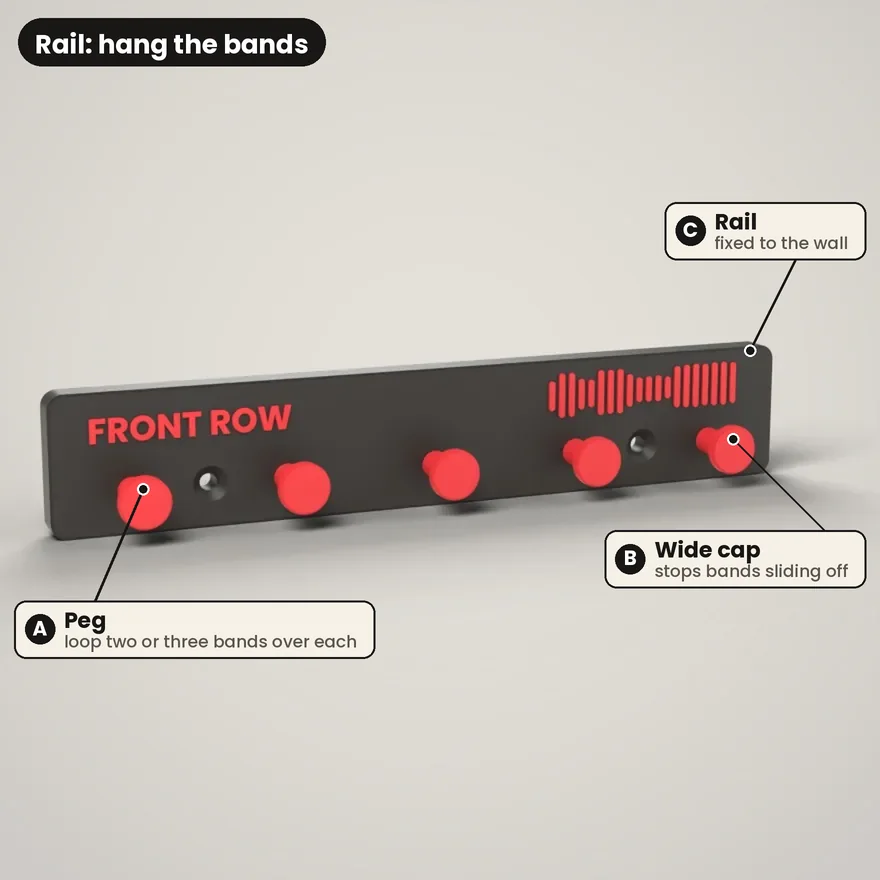 Rail: hang the bands
C Rail
fixed to the wall
FRONT ROW
B Wide cap
stops bands sliding off
A Peg
loop two or three bands over each